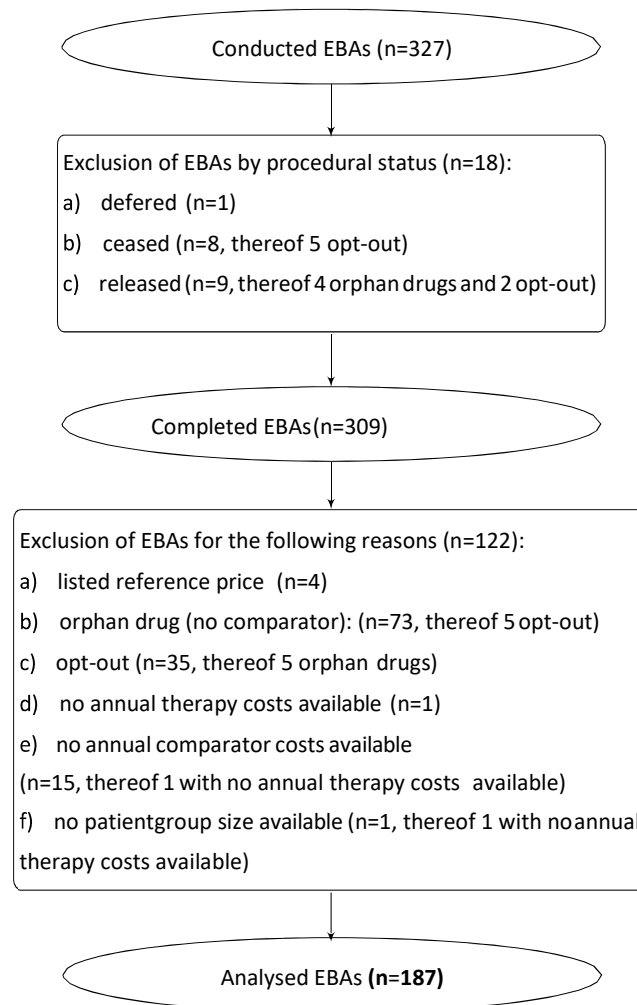 Conducted EBAs (n=327)
Exclusion of EBAs by procedural status (n=18):
a) defered (n=1)
b) ceased (n=8, thereof 5 opt-out)
c) released (n=9, thereof 4 orphan drugs and 2 opt-out)
Completed EBAs (n=309)
Exclusion of EBAs for the following reasons (n=122):
a) listed reference price (n=4)
b) orphan drug (no comparator): (n=73, thereof 5 opt-out)
c) opt-out (n=35, thereof 5 orphan drugs)
d) no annual therapy costs available (n=1)
e) no annual comparator costs available
(n=15, thereof 1 with no annual therapy costs available)
f) no patientgroup size available (n=1, thereof 1 with no annual
therapy costs available)
Analysed EBAs (n=187)